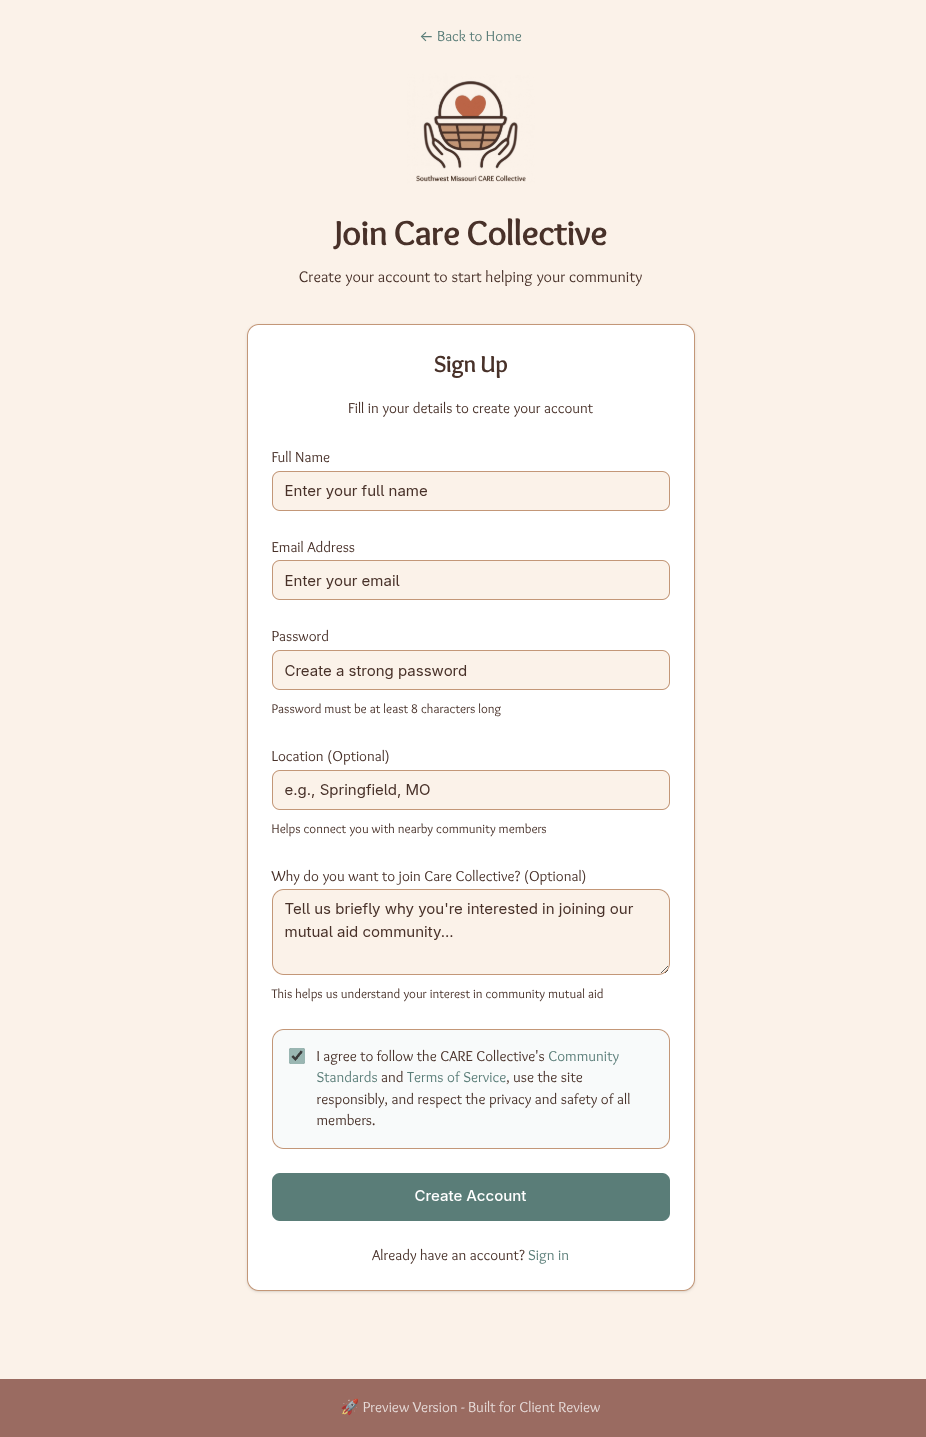 ← Back to Home
Southwest Missouri CARE Collective
Join Care Collective
Create your account to start helping your community
Sign Up
Fill in your details to create your account
Full Name
Enter your full name
Email Address
Enter your email
Password
Create a strong password
Password must be at least 8 characters long
Location (Optional)
e.g., Springfield, MO
Helps connect you with nearby community members
Why do you want to join Care Collective? (Optional)
Tell us briefly why you're interested in joining our
mutual aid community...
This helps us understand your interest in community mutual aid
I agree to follow the CARE Collective's Community
Standards and Terms of Service, use the site
responsibly, and respect the privacy and safety of all
members.
Create Account
Already have an account? Sign in
🚀 Preview Version - Built for Client Review